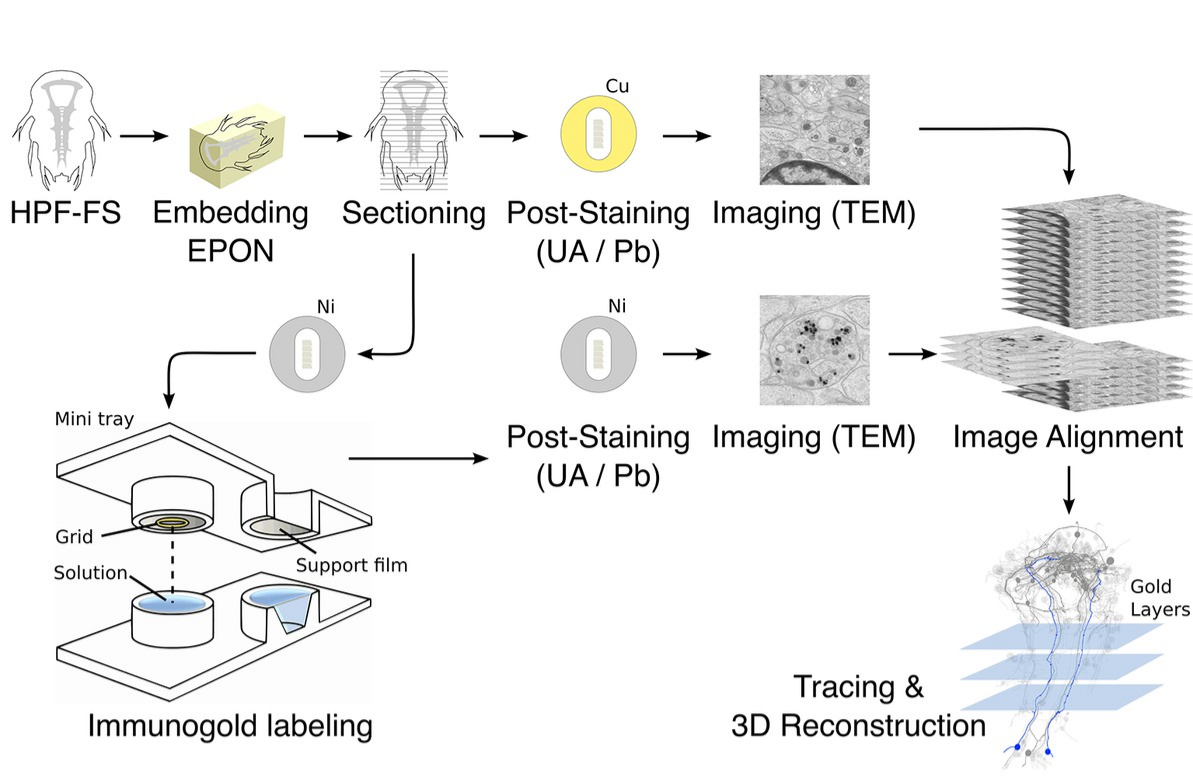 Cu
HPF-FS
Embedding
EPON
Sectioning
Post-Staining
(UA / Pb)
Imaging (TEM)
Ni
Ni
Mini tray
Grid
Solution
Support film
Immunogold labeling
Post-Staining
(UA / Pb)
Imaging (TEM)
Image Alignment
Gold
Layers
Tracing &
3D Reconstruction